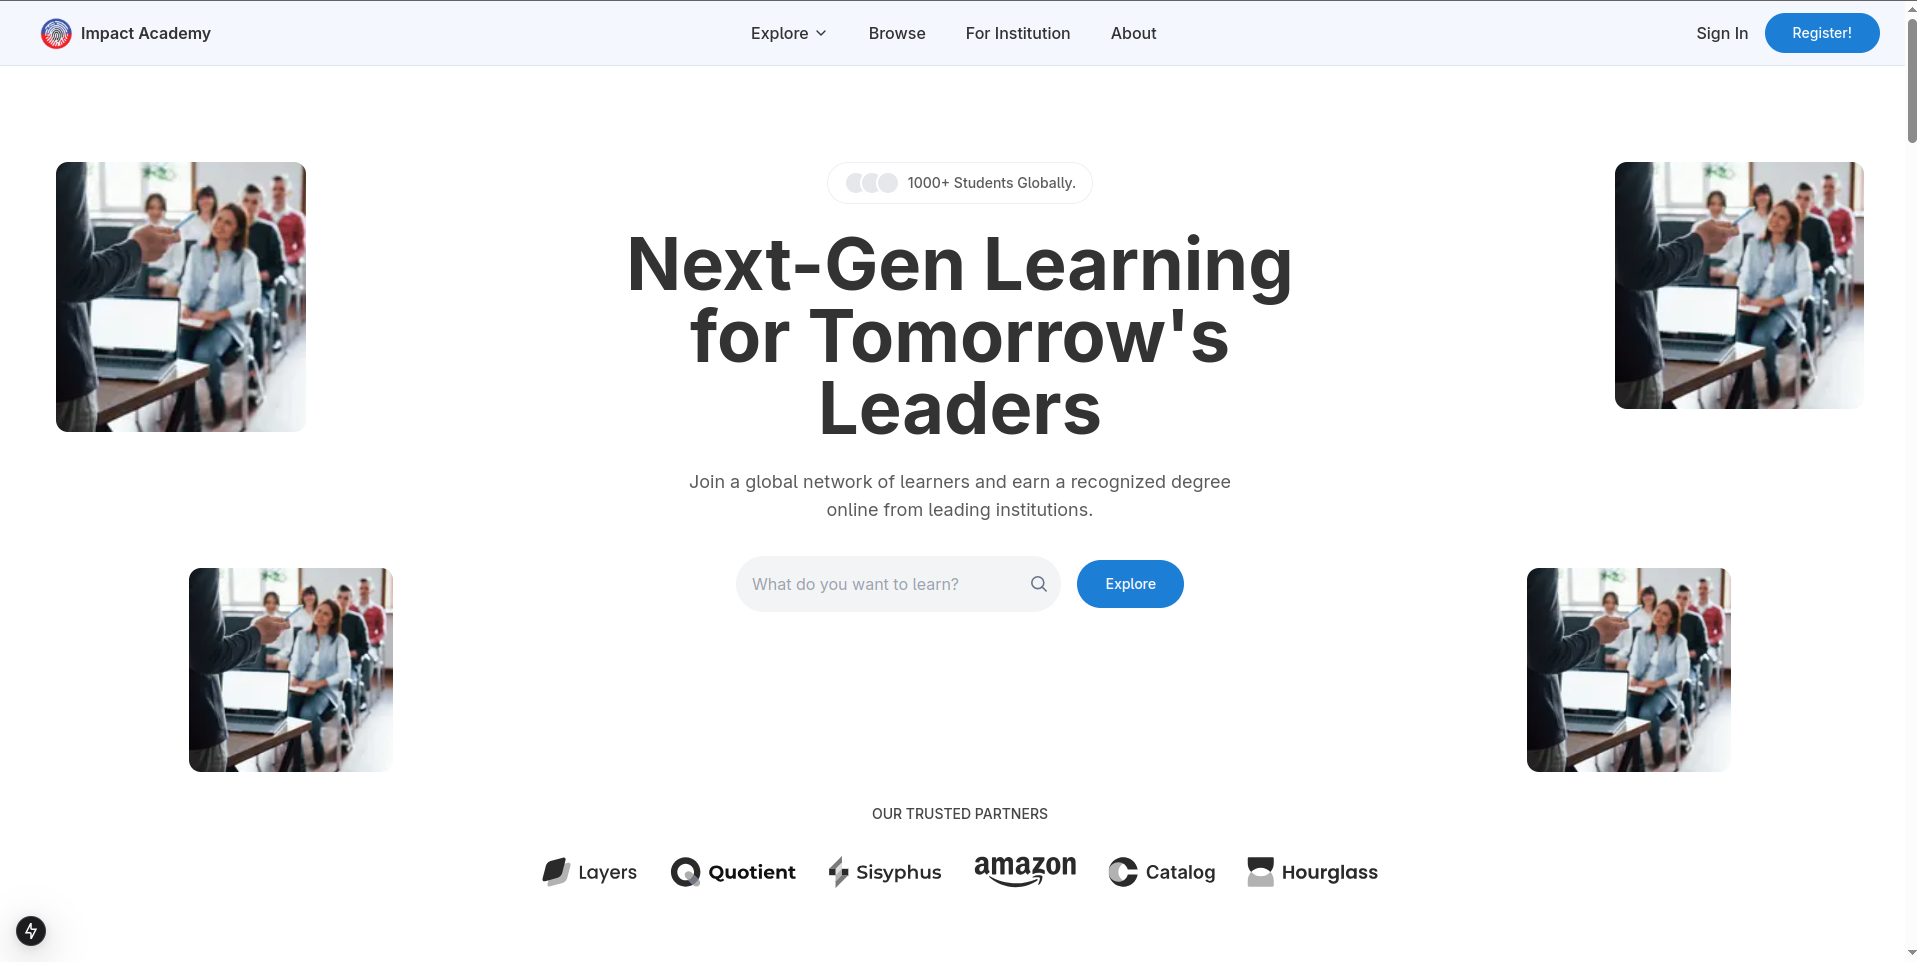 Impact Academy
Explore
Browse
For Institution
About
Sign In
Register!
1000+ Students Globally.
Next-Gen Learning
for Tomorrow's
Leaders
Join a global network of learners and earn a recognized degree
online from leading institutions.
What do you want to learn?
Explore
OUR TRUSTED PARTNERS
Layers
Quotient
Sisyphus
amazon
Catalog
Hourglass